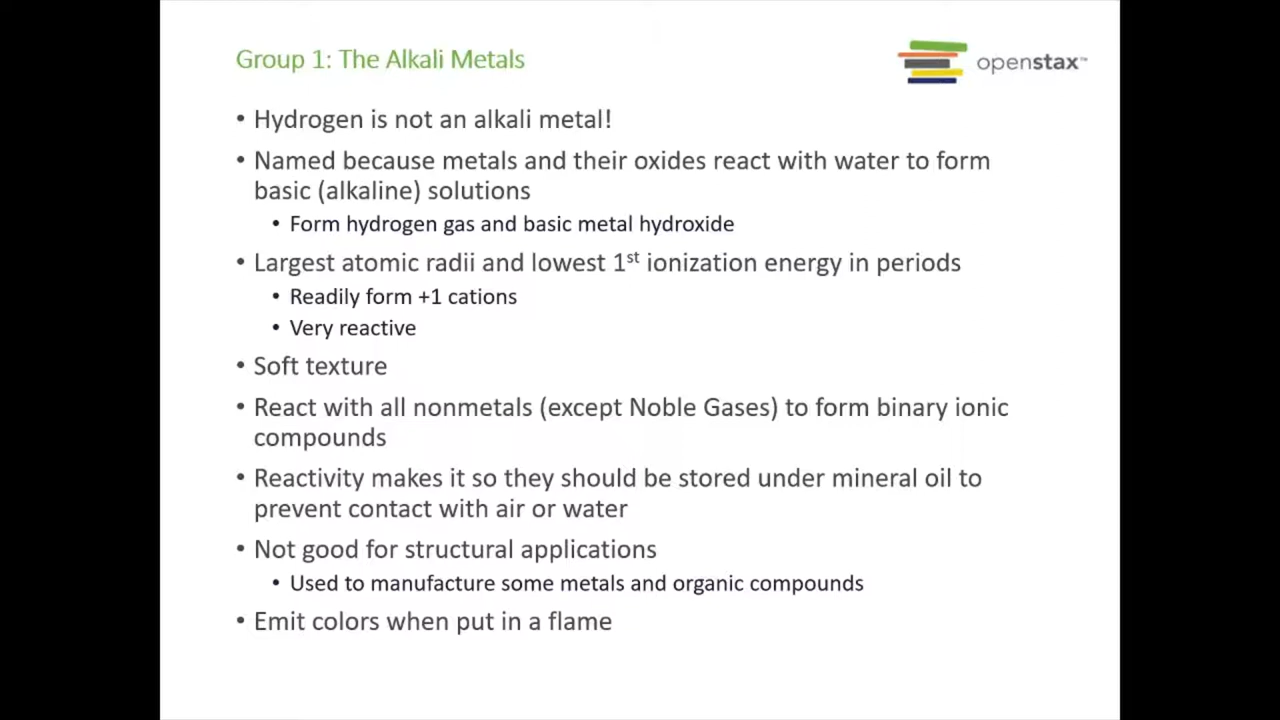 Group 1: The Alkali Metals
openstax™
• Hydrogen is not an alkali metal!
• Named because metals and their oxides react with water to form
basic (alkaline) solutions
• Form hydrogen gas and basic metal hydroxide
• Largest atomic radii and lowest 1st ionization energy in periods
• Readily form +1 cations
• Very reactive
• Soft texture
• React with all nonmetals (except Noble Gases) to form binary ionic
compounds
• Reactivity makes it so they should be stored under mineral oil to
prevent contact with air or water
• Not good for structural applications
• Used to manufacture some metals and organic compounds
• Emit colors when put in a flame